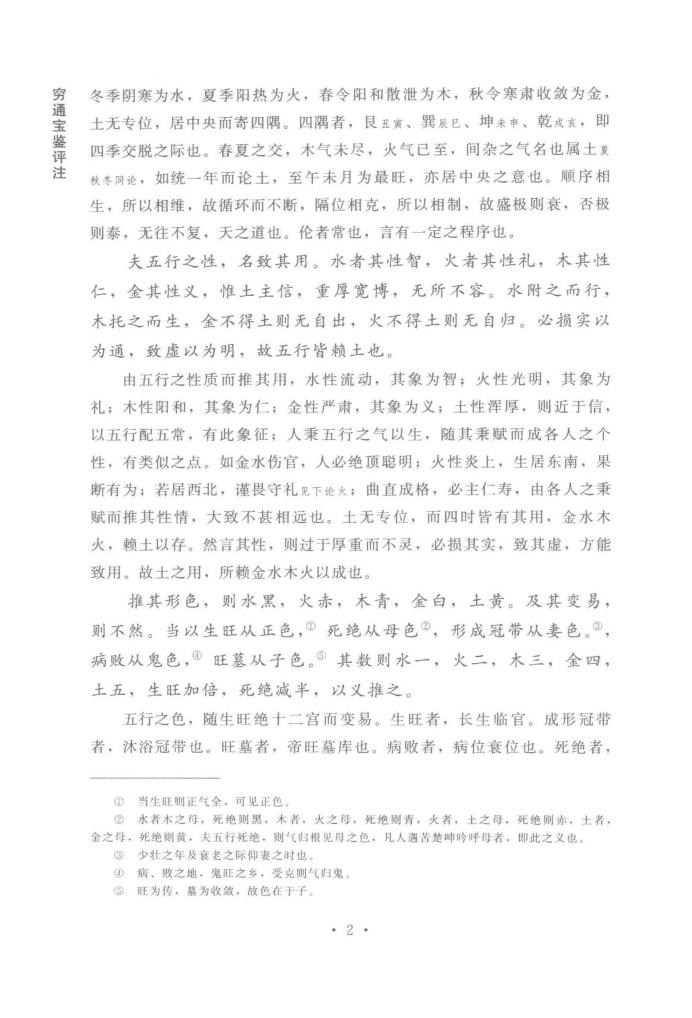 穷通宝鉴评注
冬季阴寒为水，夏季阳热为火，春令阳和散泄为木，秋令寒肃收敛为金，
土无专位，居中央而寄四隅。四隅者，艮丑寅、巽辰巳、坤未申、乾戌亥，即
四季交脱之际也。春夏之交，木气未尽，火气已至，间杂之气名也属土夏
秋冬同论，如统一年而论土，至午未月为最旺，亦居中央之意也。顺序相
生，所以相维，故循环而不断，隔位相克，所以相制，故盛极则衰，否极
则泰，无往不复，天之道也。伦者常也，言有一定之程序也。
夫五行之性，名致其用。水者其性智，火者其性礼，木其性
仁，金其性义，惟土主信，重厚宽博，无所不容。水附之而行，
木托之而生，金不得土则无自出，火不得土则无自归。必损实以
为通，致虚以为明，故五行皆赖土也。
由五行之性质而推其用，水性流动，其象为智；火性光明，其象为
礼；木性阳和，其象为仁；金性严肃，其象为义；土性浑厚，则近于信，
以五行配五常，有此象征；人秉五行之气以生，随其秉赋而成各人之个
性，有类似之点。如金水伤官，人必绝顶聪明；火性炎上，生居东南，果
断有为；若居西北，谨畏守礼见下论火；曲直成格，必主仁寿，由各人之秉
赋而推其性情，大致不甚相远也。土无专位，而四时皆有其用，金水木
火，赖土以存。然言其性，则过于厚重而不灵，必损其实，致其虚，方能
致用。故土之用，所赖金水木火以成也。
推其形色，则水黑，火赤，木青，金白，土黄。及其变易，
则不然。当以生旺从正色，① 死绝从母色②，形成冠带从妻色。③，
病败从鬼色，④ 旺墓从子色。⑤ 其数则水一，火二，木三，金四，
土五，生旺加倍，死绝减半，以义推之。
五行之色，随生旺绝十二宫而变易。生旺者，长生临官。成形冠带
者，沐浴冠带也。旺墓者，帝旺墓库也。病败者，病位衰位也。死绝者，
① 当生旺则正气全，可见正色。
② 水者木之母，死绝则黑，木者，火之母，死绝则青，火者，土之母，死绝则赤，土者，
金之母，死绝则黄，夫五行死绝，则气归根见母之色，凡人遇苦楚呻吟呼母者，即此之义也。
③ 少壮之年及衰老之际仰妻之时也。
④ 病、败之地，鬼旺之乡，受克则气归鬼。
⑤ 旺为传，墓为收敛，故色在于子。
· 2 ·